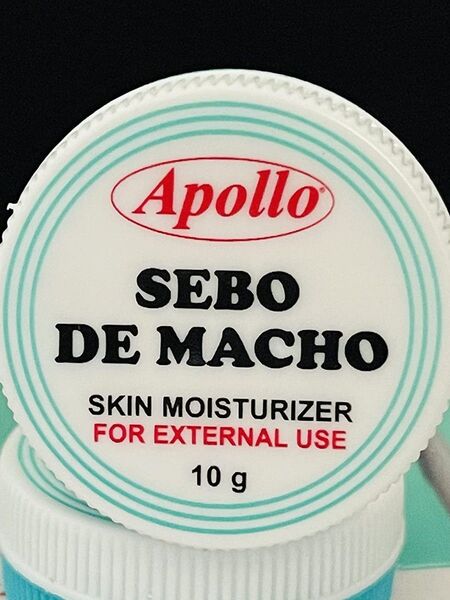 Apollo®
SEBO
DE MACHO
SKIN MOISTURIZER
FOR EXTERNAL USE
10 g